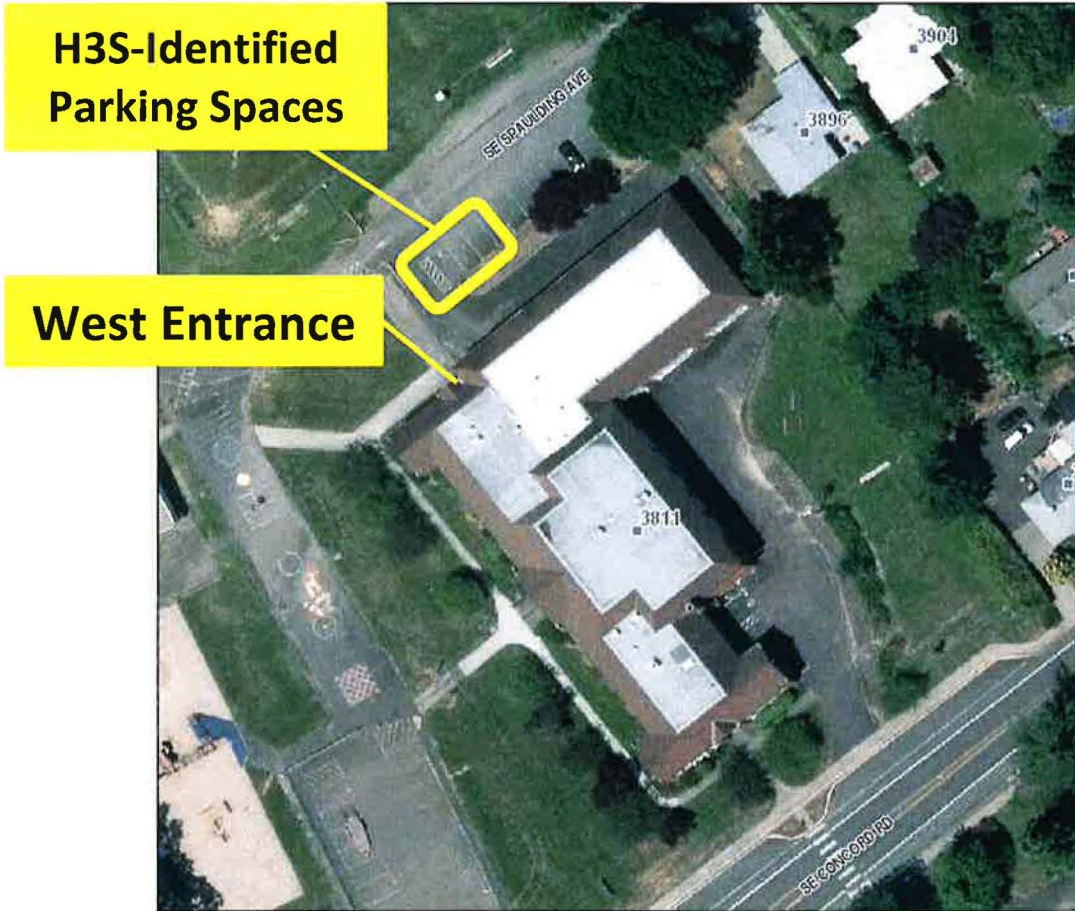 H3S-Identified
Parking Spaces
3904
SE SPAULDING AVE
3896
West Entrance
3811
SE CONCORD RD